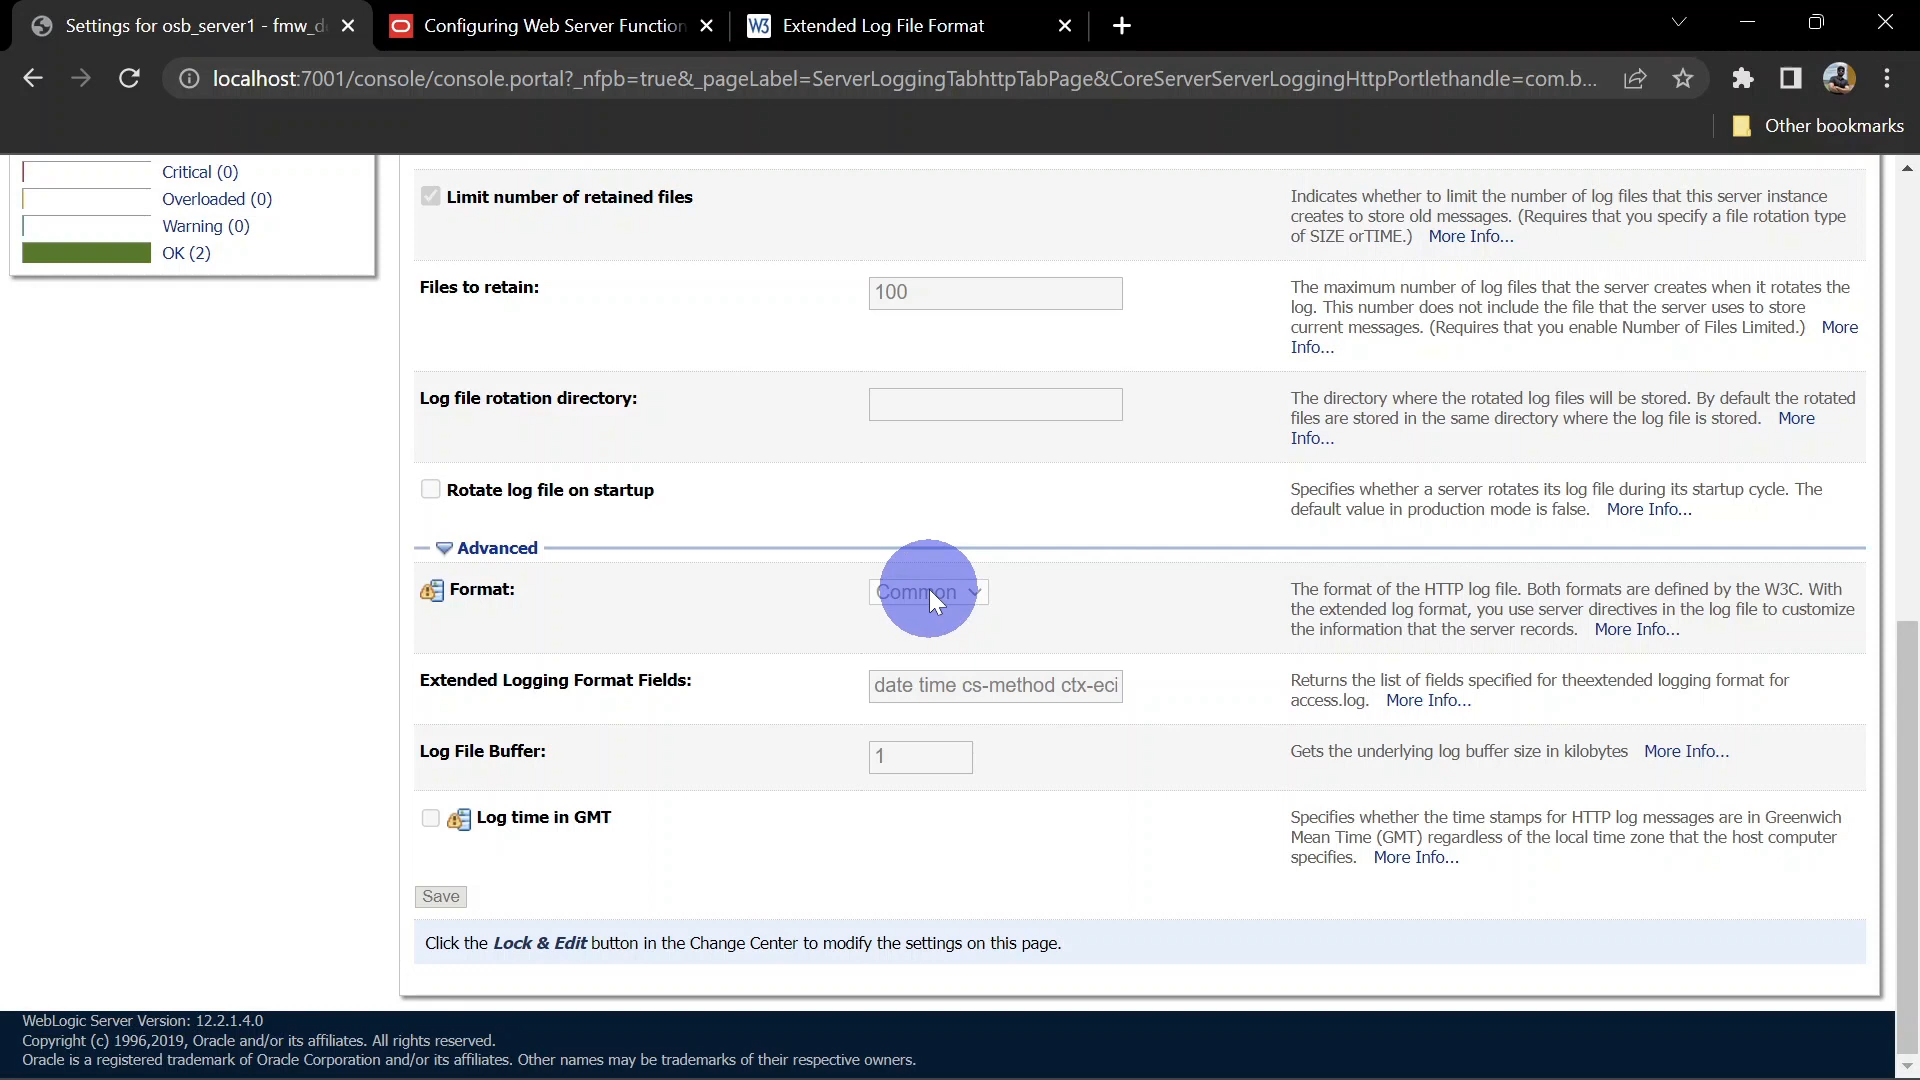 Settings for osb_server1 - fmw_d
Configuring Web Server Function
W3 Extended Log File Format
localhost:7001/console/console.portal?_nfpb=true&_pageLabel=ServerLoggingTabhttpTabPage&CoreServerServerLoggingHttpPortlethandle=com.b...
Other bookmarks
Critical (0)
Overloaded (0)
Warning (0)
OK (2)
Limit number of retained files
Indicates whether to limit the number of log files that this server instance
creates to store old messages. (Requires that you specify a file rotation type
of SIZE orTIME.) More Info...
Files to retain:
100
The maximum number of log files that the server creates when it rotates the
log. This number does not include the file that the server uses to store
current messages. (Requires that you enable Number of Files Limited.) More
Info...
Log file rotation directory:
The directory where the rotated log files will be stored. By default the rotated
files are stored in the same directory where the log file is stored. More
Info...
Rotate log file on startup
Specifies whether a server rotates its log file during its startup cycle. The
default value in production mode is false. More Info...
Advanced
Format:
Common
The format of the HTTP log file. Both formats are defined by the W3C. With
the extended log format, you use server directives in the log file to customize
the information that the server records. More Info...
Extended Logging Format Fields:
date time cs-method ctx-eci
Returns the list of fields specified for theextended logging format for
access.log. More Info...
Log File Buffer:
1
Gets the underlying log buffer size in kilobytes More Info...
Log time in GMT
Specifies whether the time stamps for HTTP log messages are in Greenwich
Mean Time (GMT) regardless of the local time zone that the host computer
specifies. More Info...
Save
Click the Lock & Edit button in the Change Center to modify the settings on this page.
WebLogic Server Version: 12.2.1.4.0
Copyright (c) 1996,2019, Oracle and/or its affiliates. All rights reserved.
Oracle is a registered trademark of Oracle Corporation and/or its affiliates. Other names may be trademarks of their respective owners.